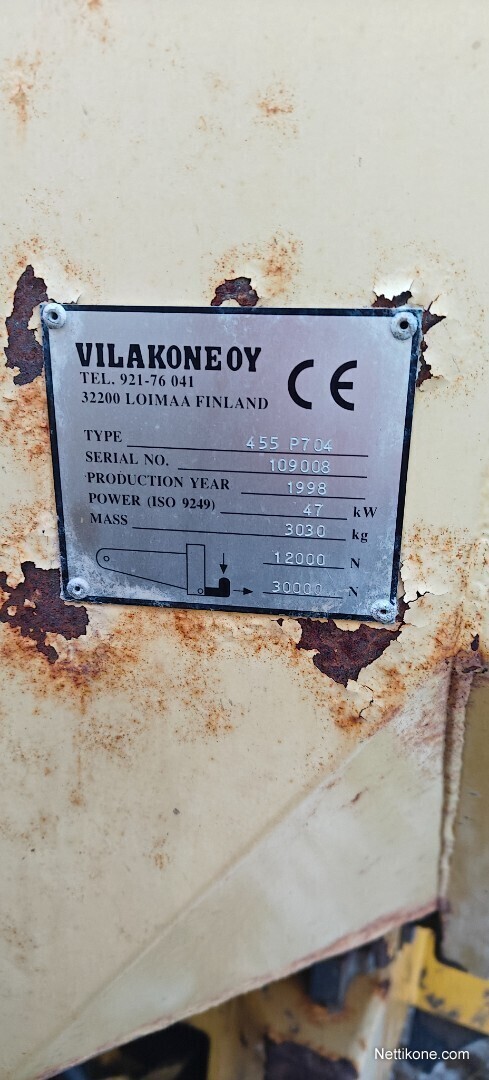 VILAKONE OY
TEL. 921-76 041
32200 LOIMAA FINLAND
CE
TYPE 455 P704
SERIAL NO. 109008
PRODUCTION YEAR 1998
POWER (ISO 9249) 47 kW
MASS 3030 kg
12000 N
30000 N
Nettikone.com